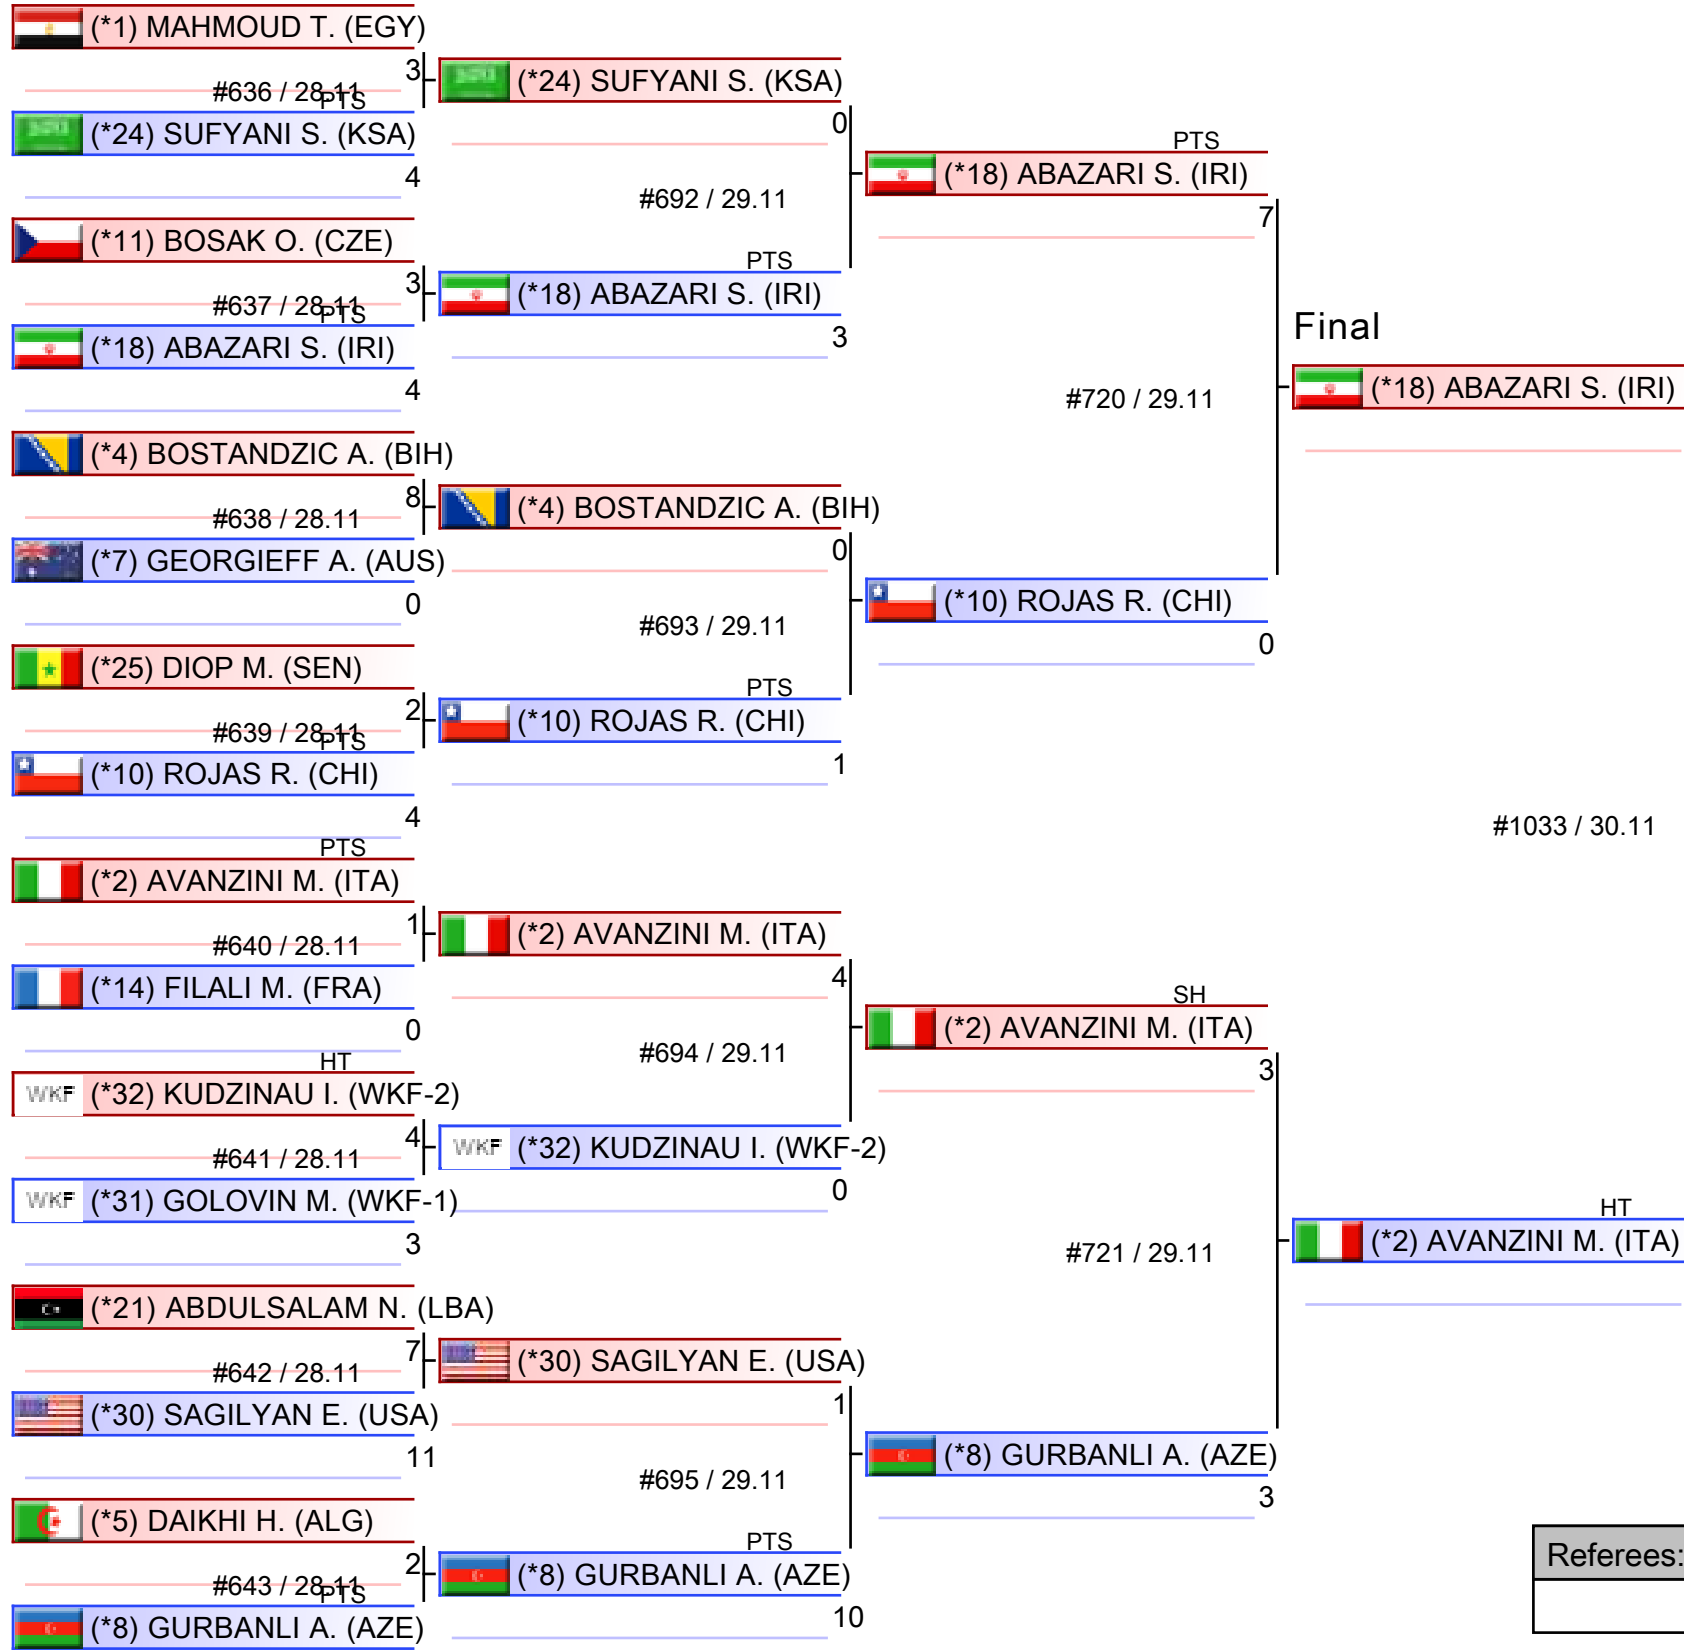 (*1) MAHMOUD T. (EGY)
3
#636 / 28.11
PTS
(*24) SUFYANI S. (KSA)
4
(*11) BOSAK O. (CZE)
3
#637 / 28.11
PTS
(*18) ABAZARI S. (IRI)
4
(*4) BOSTANDZIC A. (BIH)
8
#638 / 28.11
(*7) GEORGIEFF A. (AUS)
0
(*25) DIOP M. (SEN)
2
#639 / 28.11
PTS
(*10) ROJAS R. (CHI)
4
PTS
(*2) AVANZINI M. (ITA)
1
#640 / 28.11
(*14) FILALI M. (FRA)
0
HT
WKF (*32) KUDZINAU I. (WKF-2)
4
#641 / 28.11
WKF (*31) GOLOVIN M. (WKF-1)
3
(*21) ABDULSALAM N. (LBA)
7
#642 / 28.11
(*30) SAGILYAN E. (USA)
11
(*5) DAIKHI H. (ALG)
2
#643 / 28.11
PTS
(*8) GURBANLI A. (AZE)
(*24) SUFYANI S. (KSA)
0
#692 / 29.11
PTS
(*18) ABAZARI S. (IRI)
3
(*4) BOSTANDZIC A. (BIH)
0
#693 / 29.11
PTS
(*10) ROJAS R. (CHI)
1
(*2) AVANZINI M. (ITA)
4
#694 / 29.11
WKF (*32) KUDZINAU I. (WKF-2)
0
(*30) SAGILYAN E. (USA)
1
#695 / 29.11
PTS
(*8) GURBANLI A. (AZE)
10
PTS
(*18) ABAZARI S. (IRI)
7
#720 / 29.11
(*10) ROJAS R. (CHI)
0
SH
(*2) AVANZINI M. (ITA)
3
#721 / 29.11
(*8) GURBANLI A. (AZE)
3
Final
(*18) ABAZARI S. (IRI)
#1033 / 30.11
HT
(*2) AVANZINI M. (ITA)
Referees: